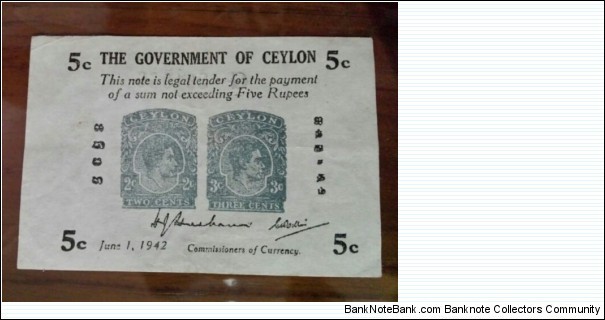 5c THE GOVERNMENT OF CEYLON 5c
This note is legal tender for the payment
of a sum not exceeding Five Rupees
CEYLON CEYLON
2c 2c 3c 3c
TWO CENTS THREE CENTS
5c June 1, 1942 Commissioners of Currency. 5c
BankNoteBank.com Banknote Collectors Community